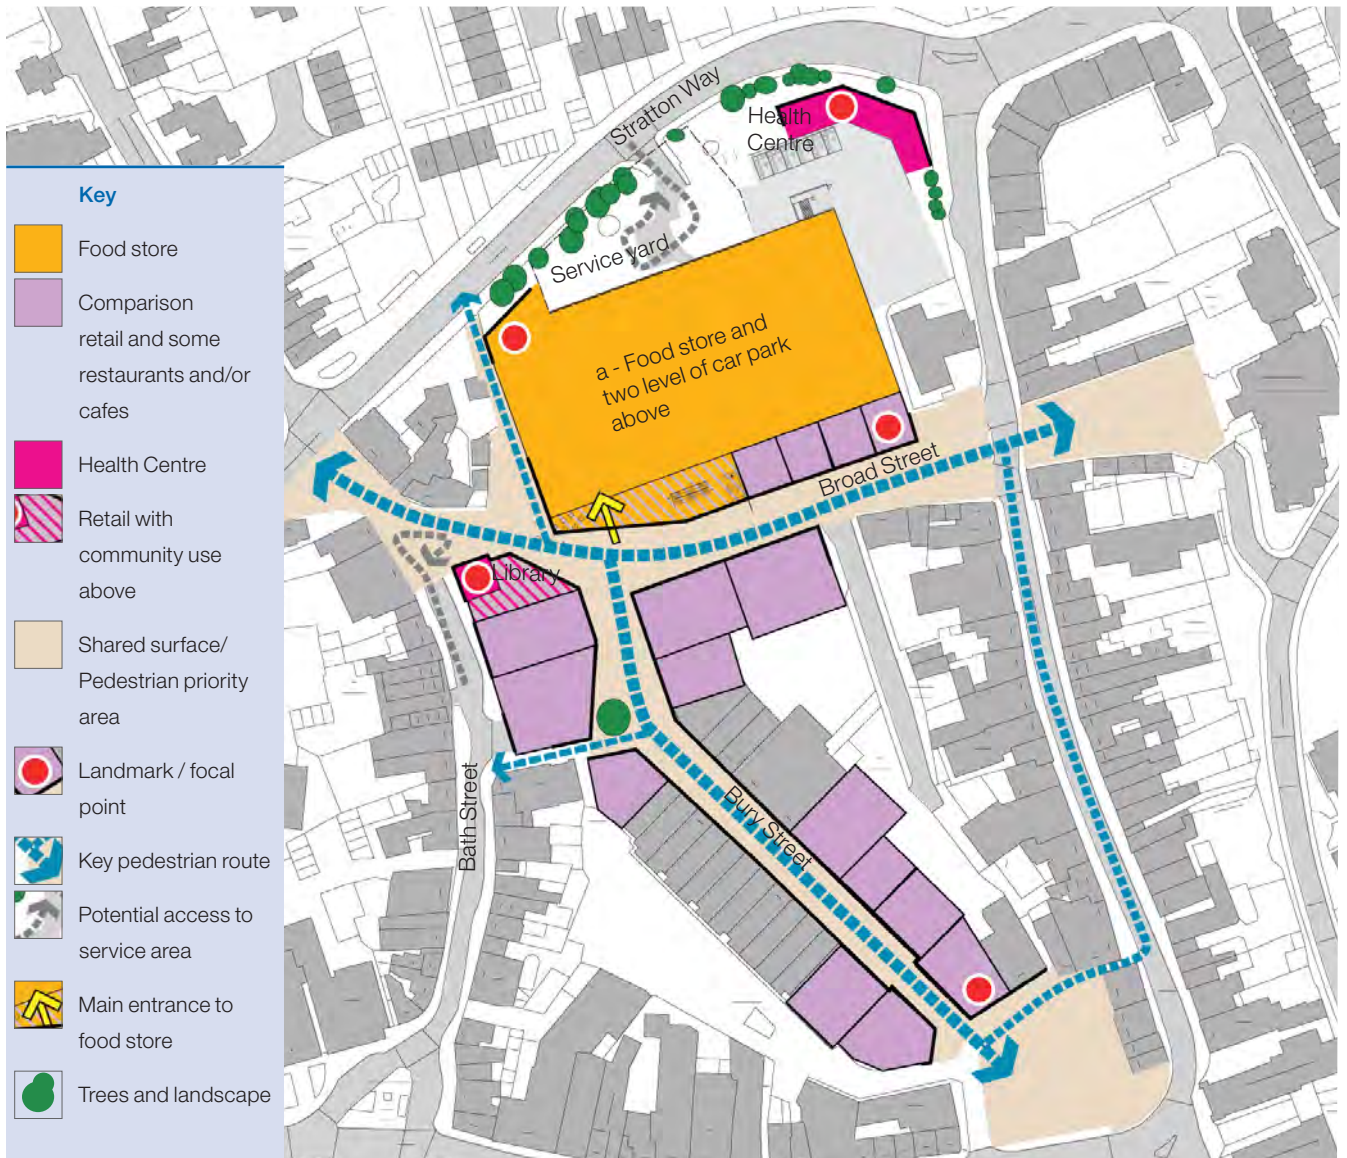 Key
Food store
Comparison
retail and some
restaurants and/or
cafes
Health Centre
Retail with
community use
above
Shared surface/
Pedestrian priority
area
Landmark / focal
point
Key pedestrian route
Potential access to
service area
Main entrance to
food store
Trees and landscape
Stratton Way
Health
Centre
Service yard
a - Food store and
two level of car park
above
Broad Street
Library
Bury Street
Bath Street